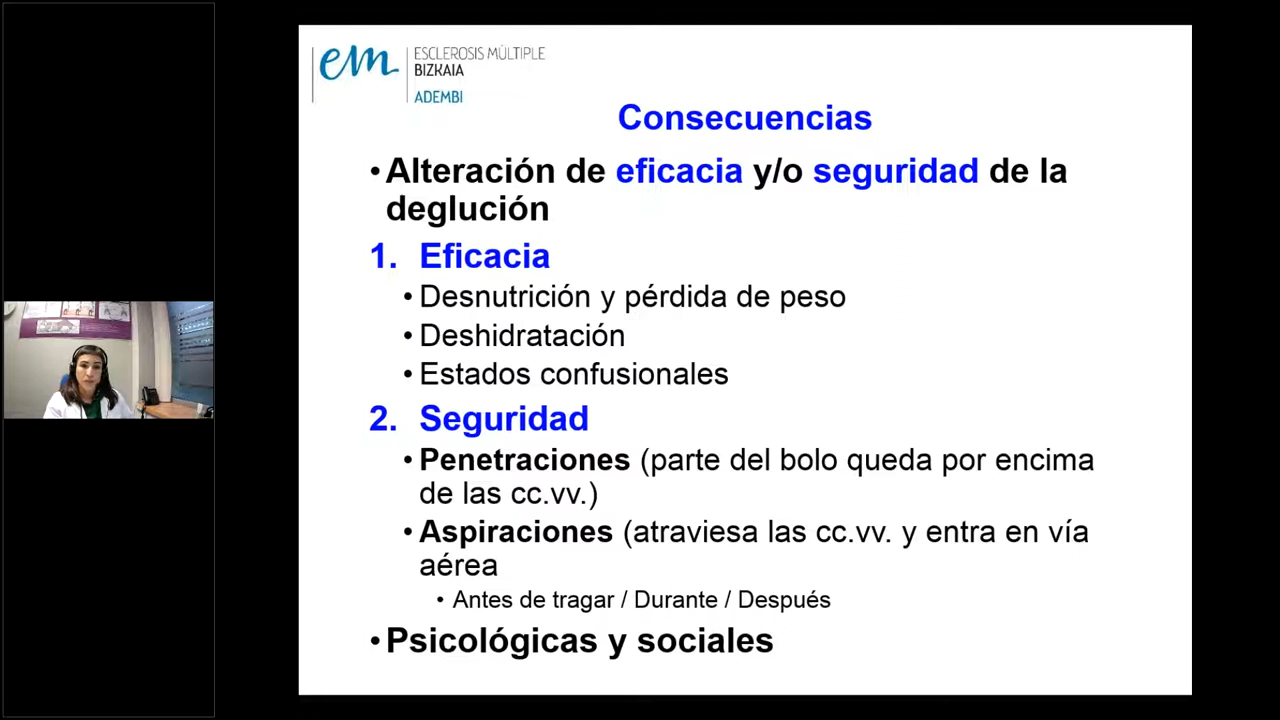 em
ESCLEROSIS MÚLTIPLE
BIZKAIA
ADEMBI
Consecuencias
•Alteración de eficacia y/o seguridad de la
deglución
1. Eficacia
•Desnutrición y pérdida de peso
•Deshidratación
•Estados confusionales
2. Seguridad
•Penetraciones (parte del bolo queda por encima
de las cc.vv.)
•Aspiraciones (atraviesa las cc.vv. y entra en vía
aérea
• Antes de tragar / Durante / Después
•Psicológicas y sociales